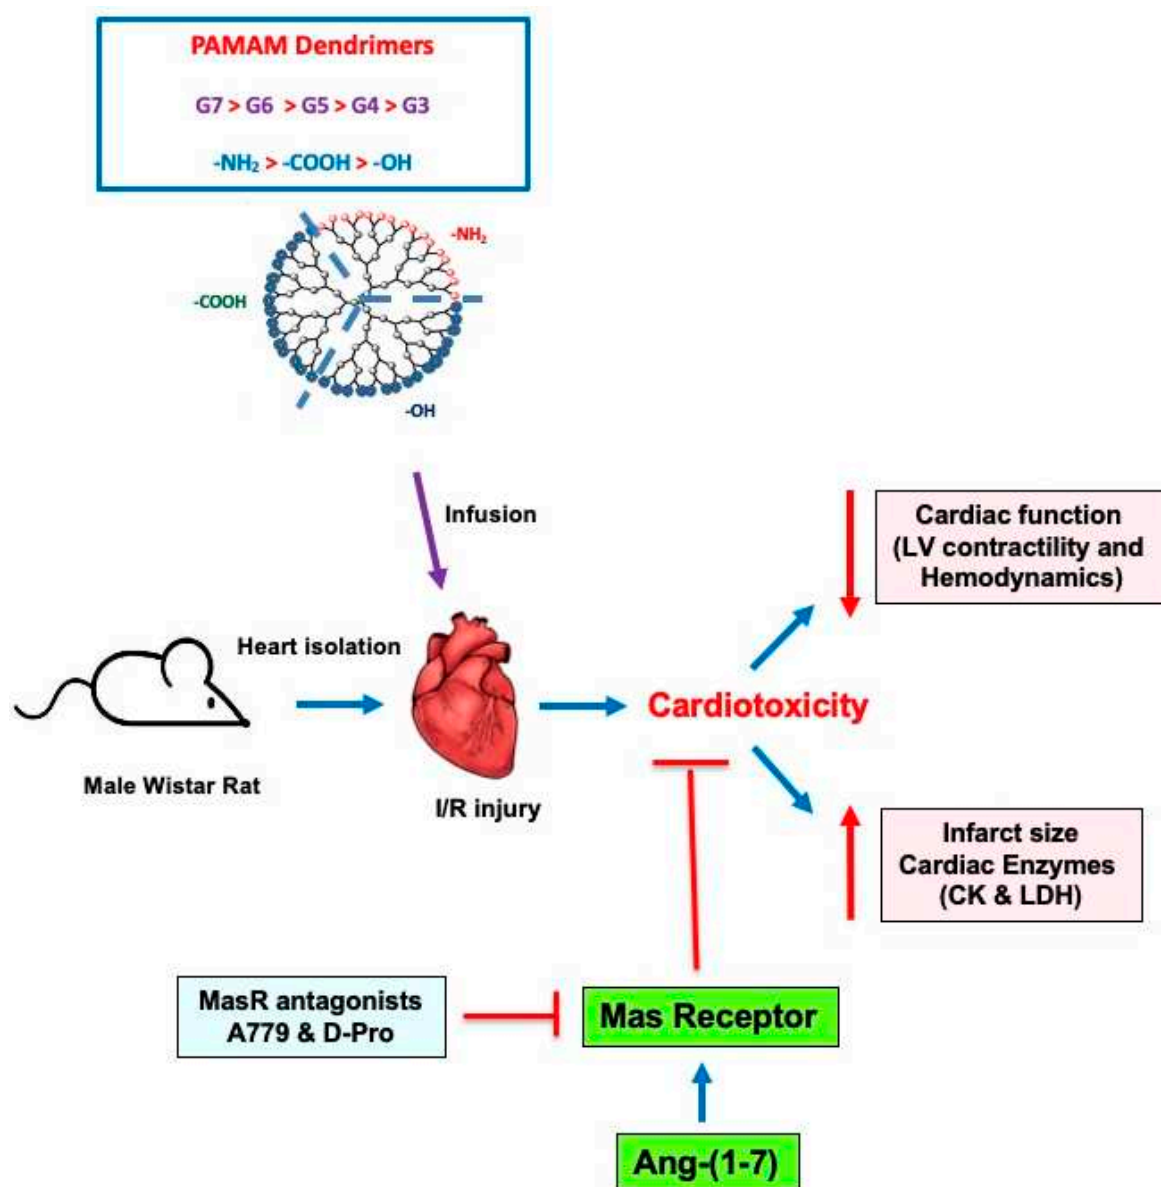 PAMAM Dendrimers
G7 > G6 > G5 > G4 > G3
-NH₂ > -COOH > -OH
-NH₂
-COOH
-OH
Infusion
Cardiac function
(LV contractility and
Hemodynamics)
Heart isolation
Cardiotoxicity
Male Wistar Rat
I/R injury
Infarct size
Cardiac Enzymes
(CK & LDH)
MasR antagonists
A779 & D-Pro
Mas Receptor
Ang-(1-7)